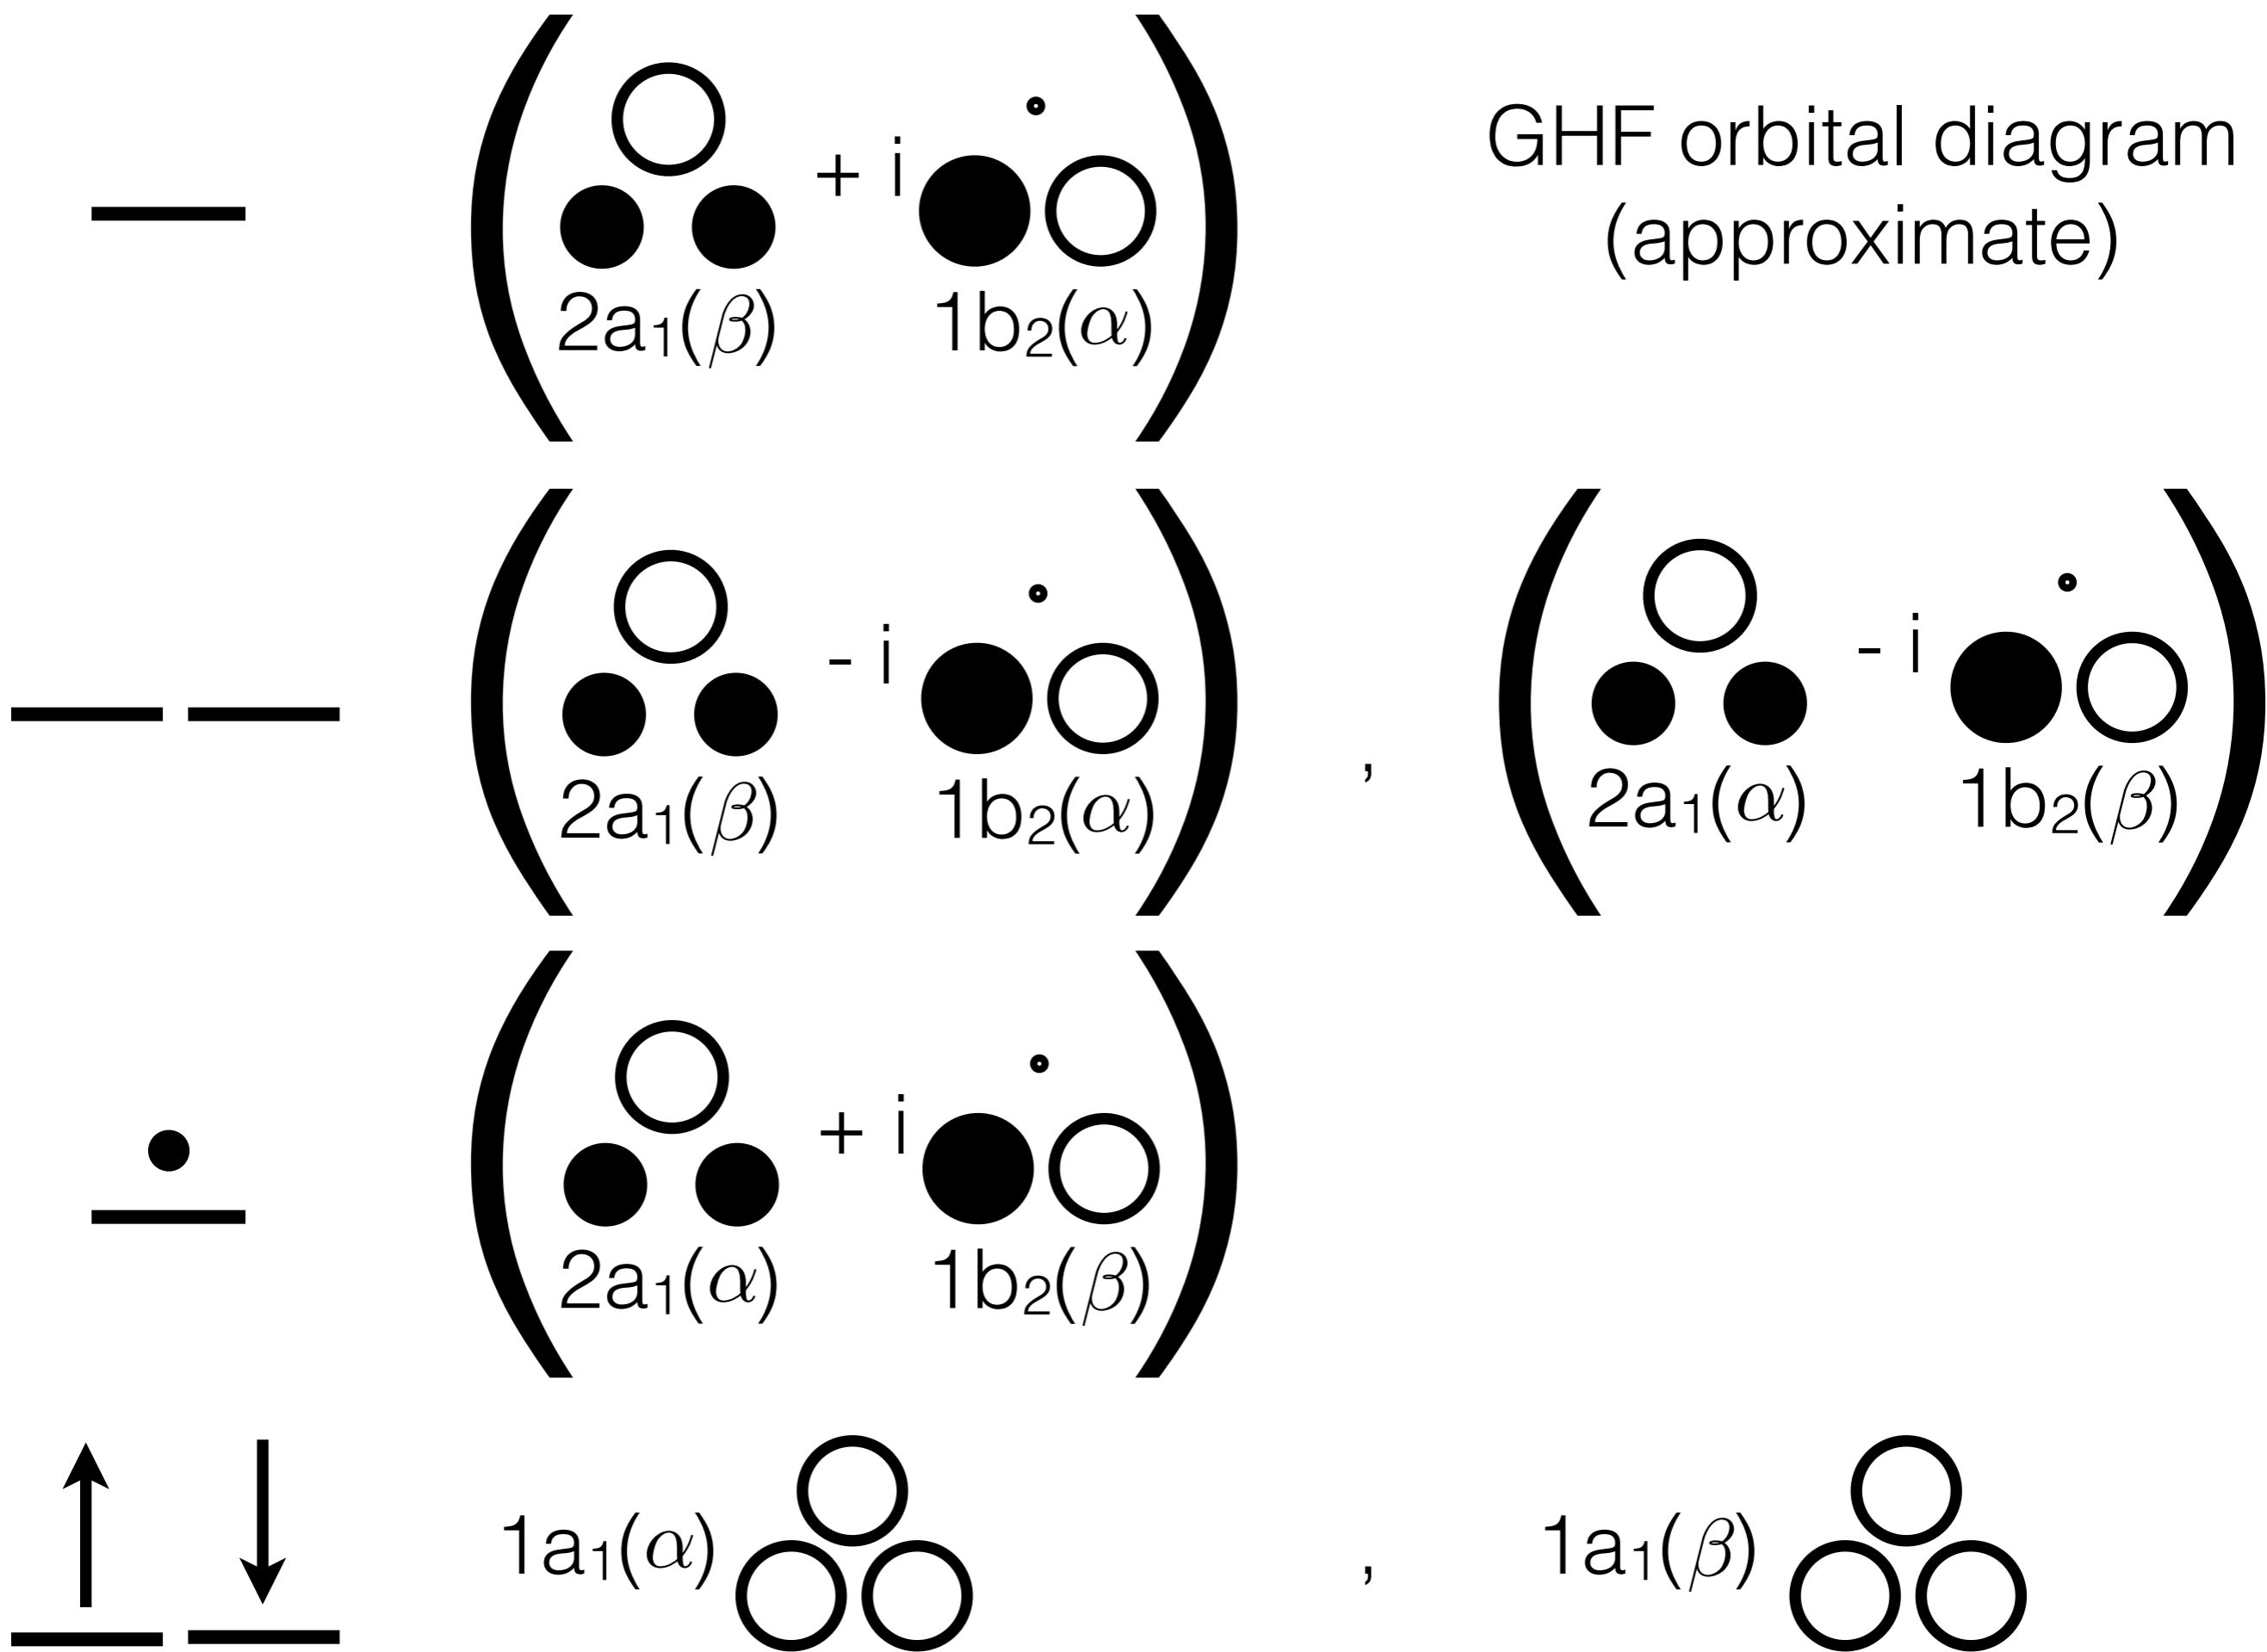 GHF orbital diagram
(approximate)
( + i )
2a₁(β) 1b₂(α)
( - i ) , ( - i )
2a₁(β) 1b₂(α) 2a₁(α) 1b₂(β)
( + i )
2a₁(α) 1b₂(β)
1a₁(α) , 1a₁(β)